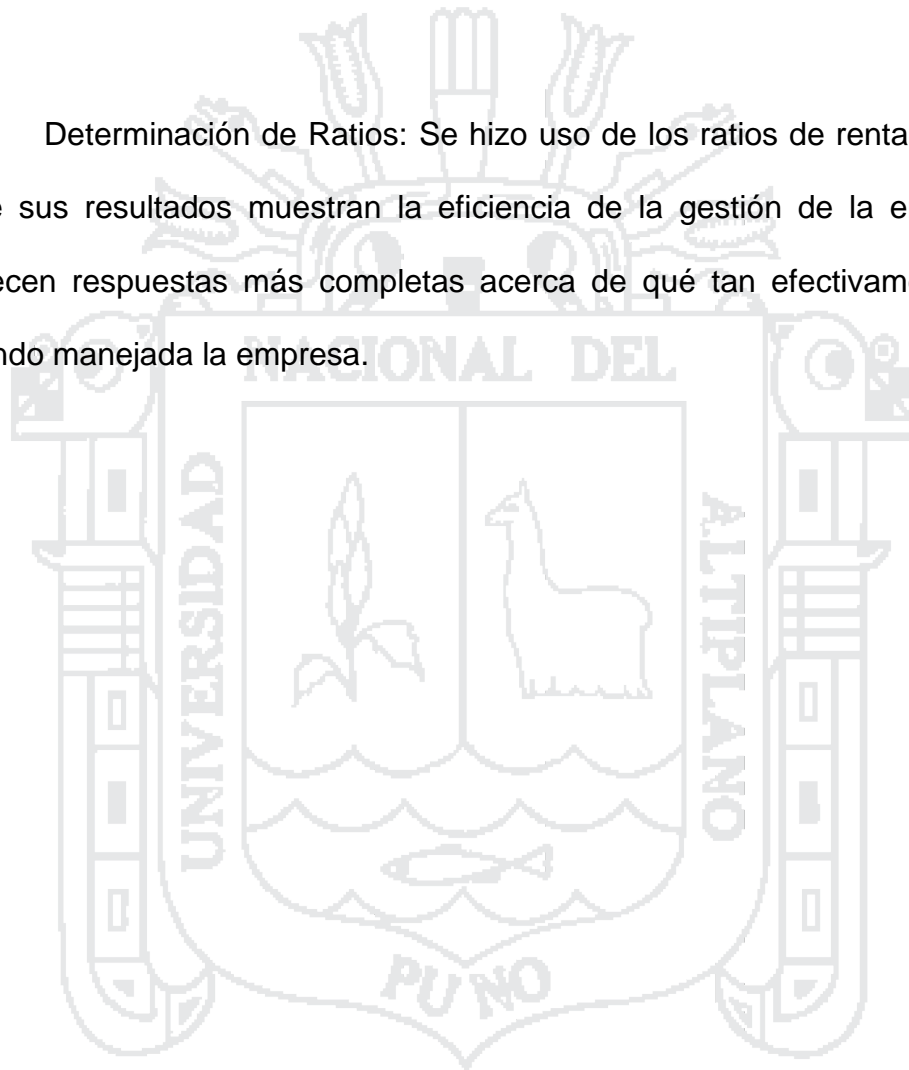 Determinación de Ratios: Se hizo uso de los ratios de renta
e sus resultados muestran la eficiencia de la gestión de la e
ecen respuestas más completas acerca de qué tan efectivam
ndo manejada la empresa.
NACIONAL DEL
UNIVERSIDAD
ALTIPLANO
PUNO